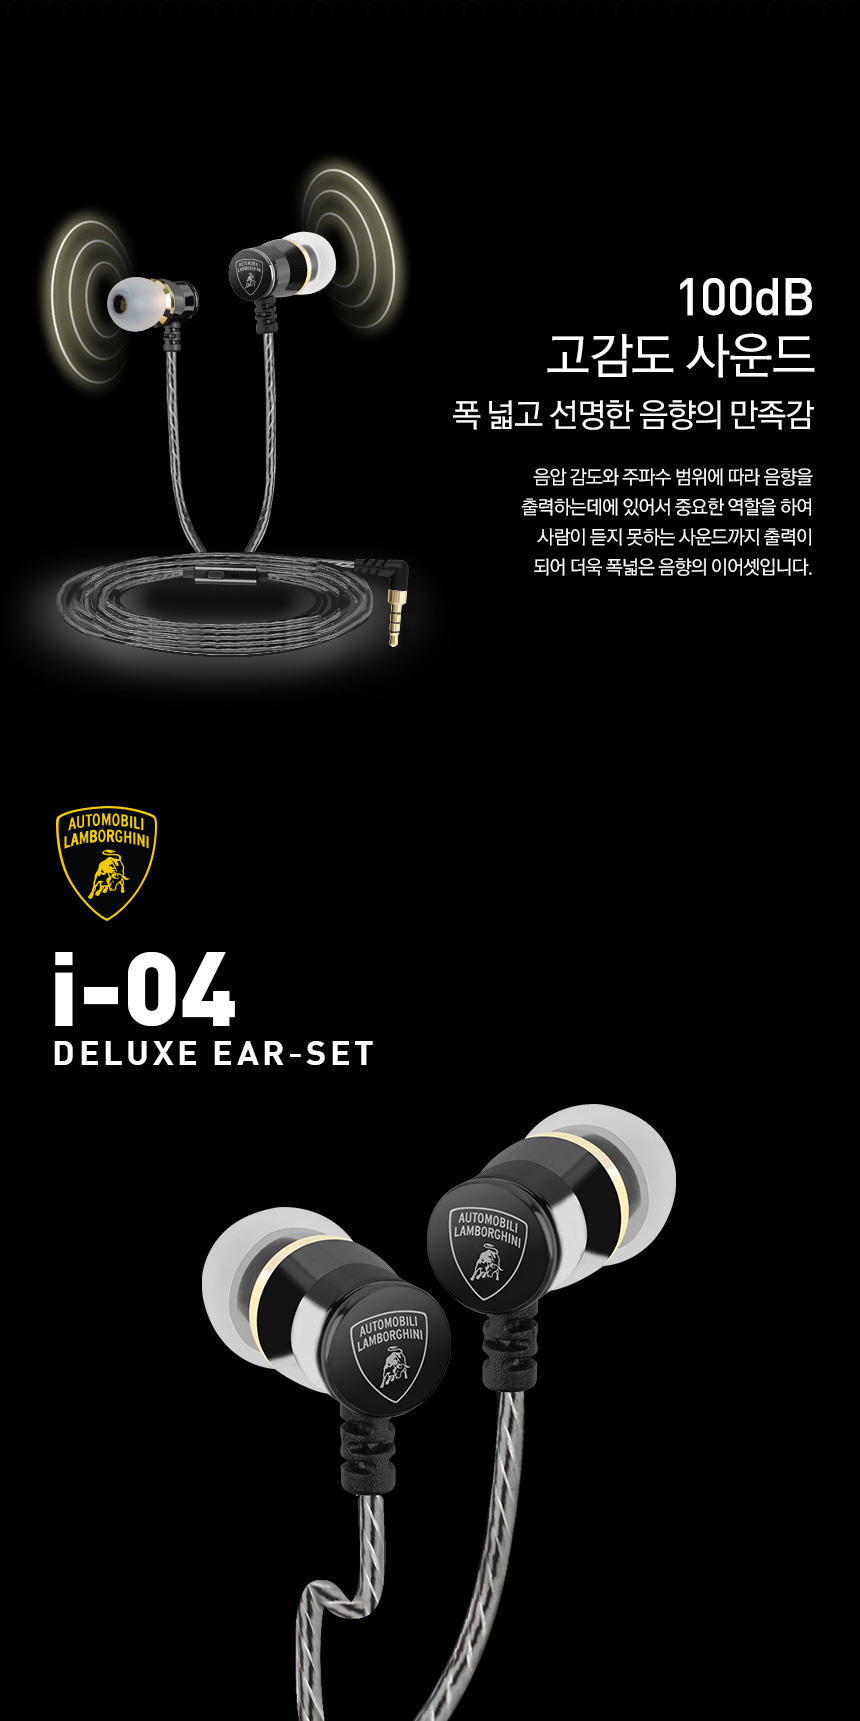 AUTOMOBILI
LAMBORGHINI
100dB
고감도 사운드
폭 넓고 선명한 음향의 만족감
음압 감도와 주파수 범위에 따라 음향을
출력하는데에 있어서 중요한 역할을 하여
사람이 듣지 못하는 사운드까지 출력이
되어 더욱 폭넓은 음향의 이어셋입니다.
AUTOMOBILI
LAMBORGHINI
i-04
DELUXE EAR-SET
AUTOMOBILI
LAMBORGHINI
AUTOMOBILI
LAMBORGHINI